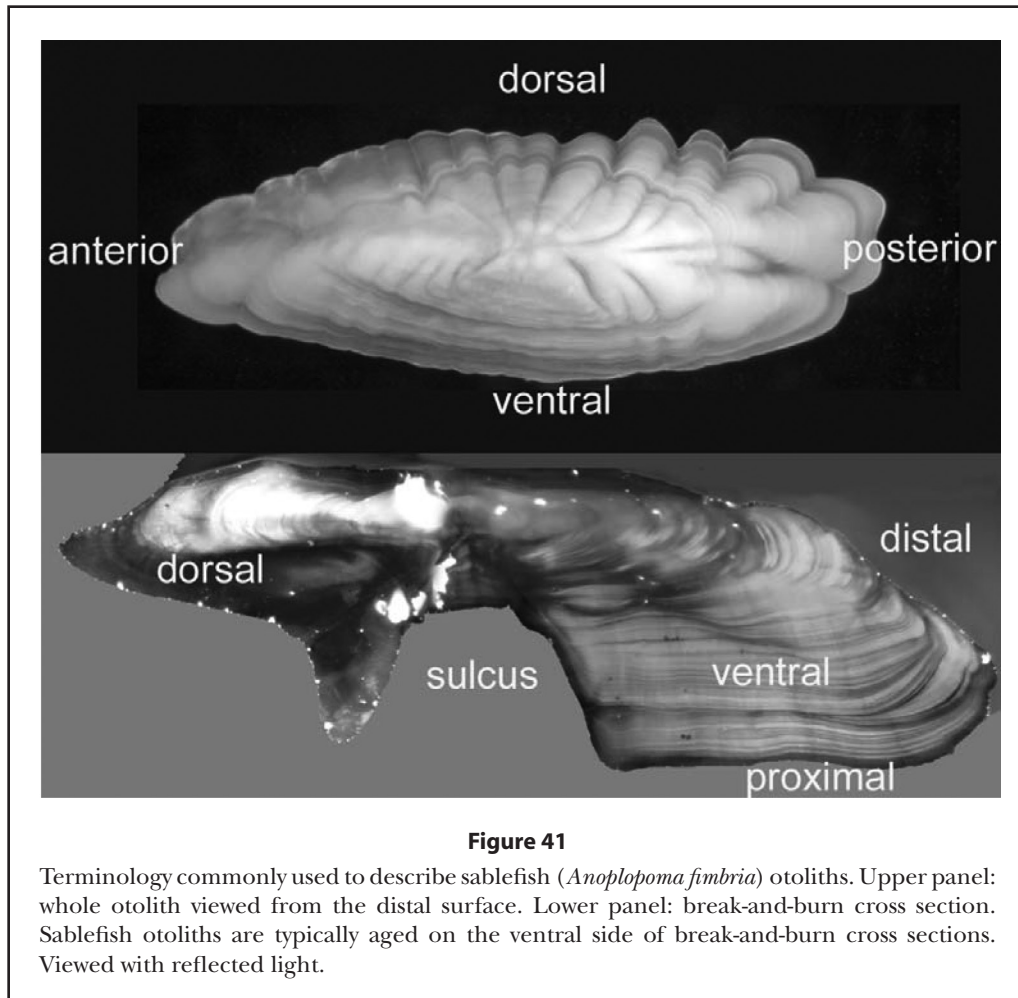 dorsal
anterior
posterior
ventral
distal
dorsal
sulcus
ventral
proximal
Figure 41
Terminology commonly used to describe sablefish (Anoplopoma fimbria) otoliths. Upper panel:
whole otolith viewed from the distal surface. Lower panel: break-and-burn cross section.
Sablefish otoliths are typically aged on the ventral side of break-and-burn cross sections.
Viewed with reflected light.